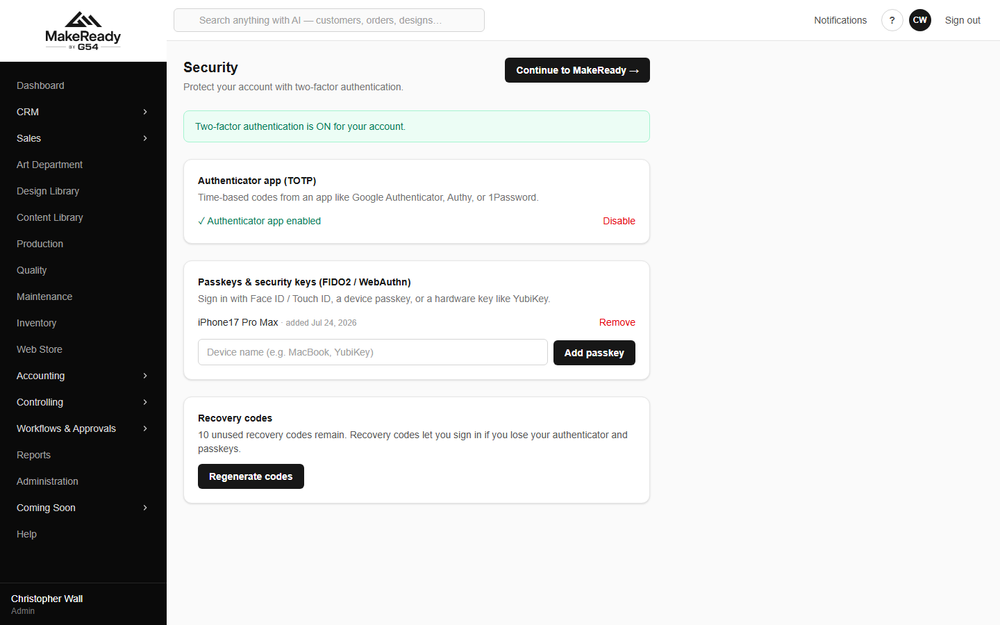 MakeReady
BY G54
Search anything with AI — customers, orders, designs...
Notifications
?
CW
Sign out
Dashboard
CRM
Sales
Art Department
Design Library
Content Library
Production
Quality
Maintenance
Inventory
Web Store
Accounting
Controlling
Workflows & Approvals
Reports
Administration
Coming Soon
Help
Christopher Wall
Admin
Security
Protect your account with two-factor authentication.
Continue to MakeReady →
Two-factor authentication is ON for your account.
Authenticator app (TOTP)
Time-based codes from an app like Google Authenticator, Authy, or 1Password.
✓ Authenticator app enabled
Disable
Passkeys & security keys (FIDO2 / WebAuthn)
Sign in with Face ID / Touch ID, a device passkey, or a hardware key like YubiKey.
iPhone17 Pro Max · added Jul 24, 2026
Remove
Device name (e.g. MacBook, YubiKey)
Add passkey
Recovery codes
10 unused recovery codes remain. Recovery codes let you sign in if you lose your authenticator and
passkeys.
Regenerate codes